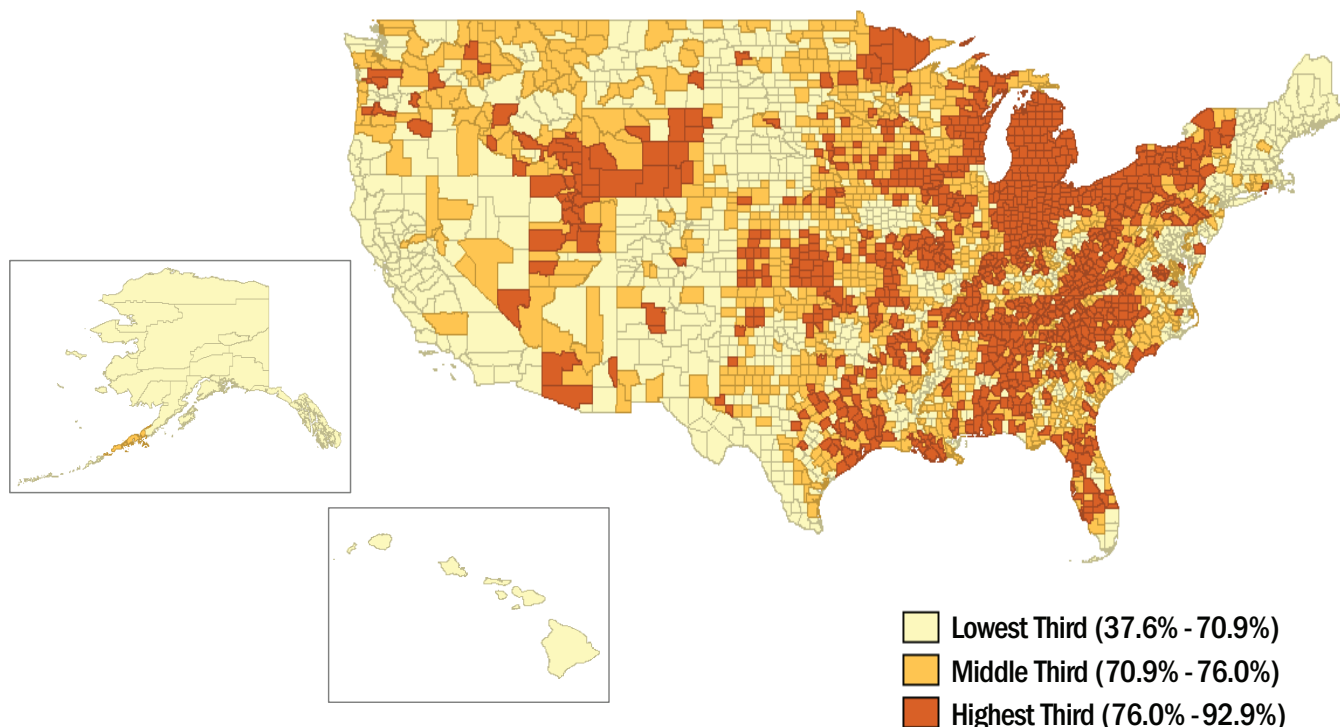 Lowest Third (37.6% - 70.9%)
Middle Third (70.9% - 76.0%)
Highest Third (76.0% - 92.9%)